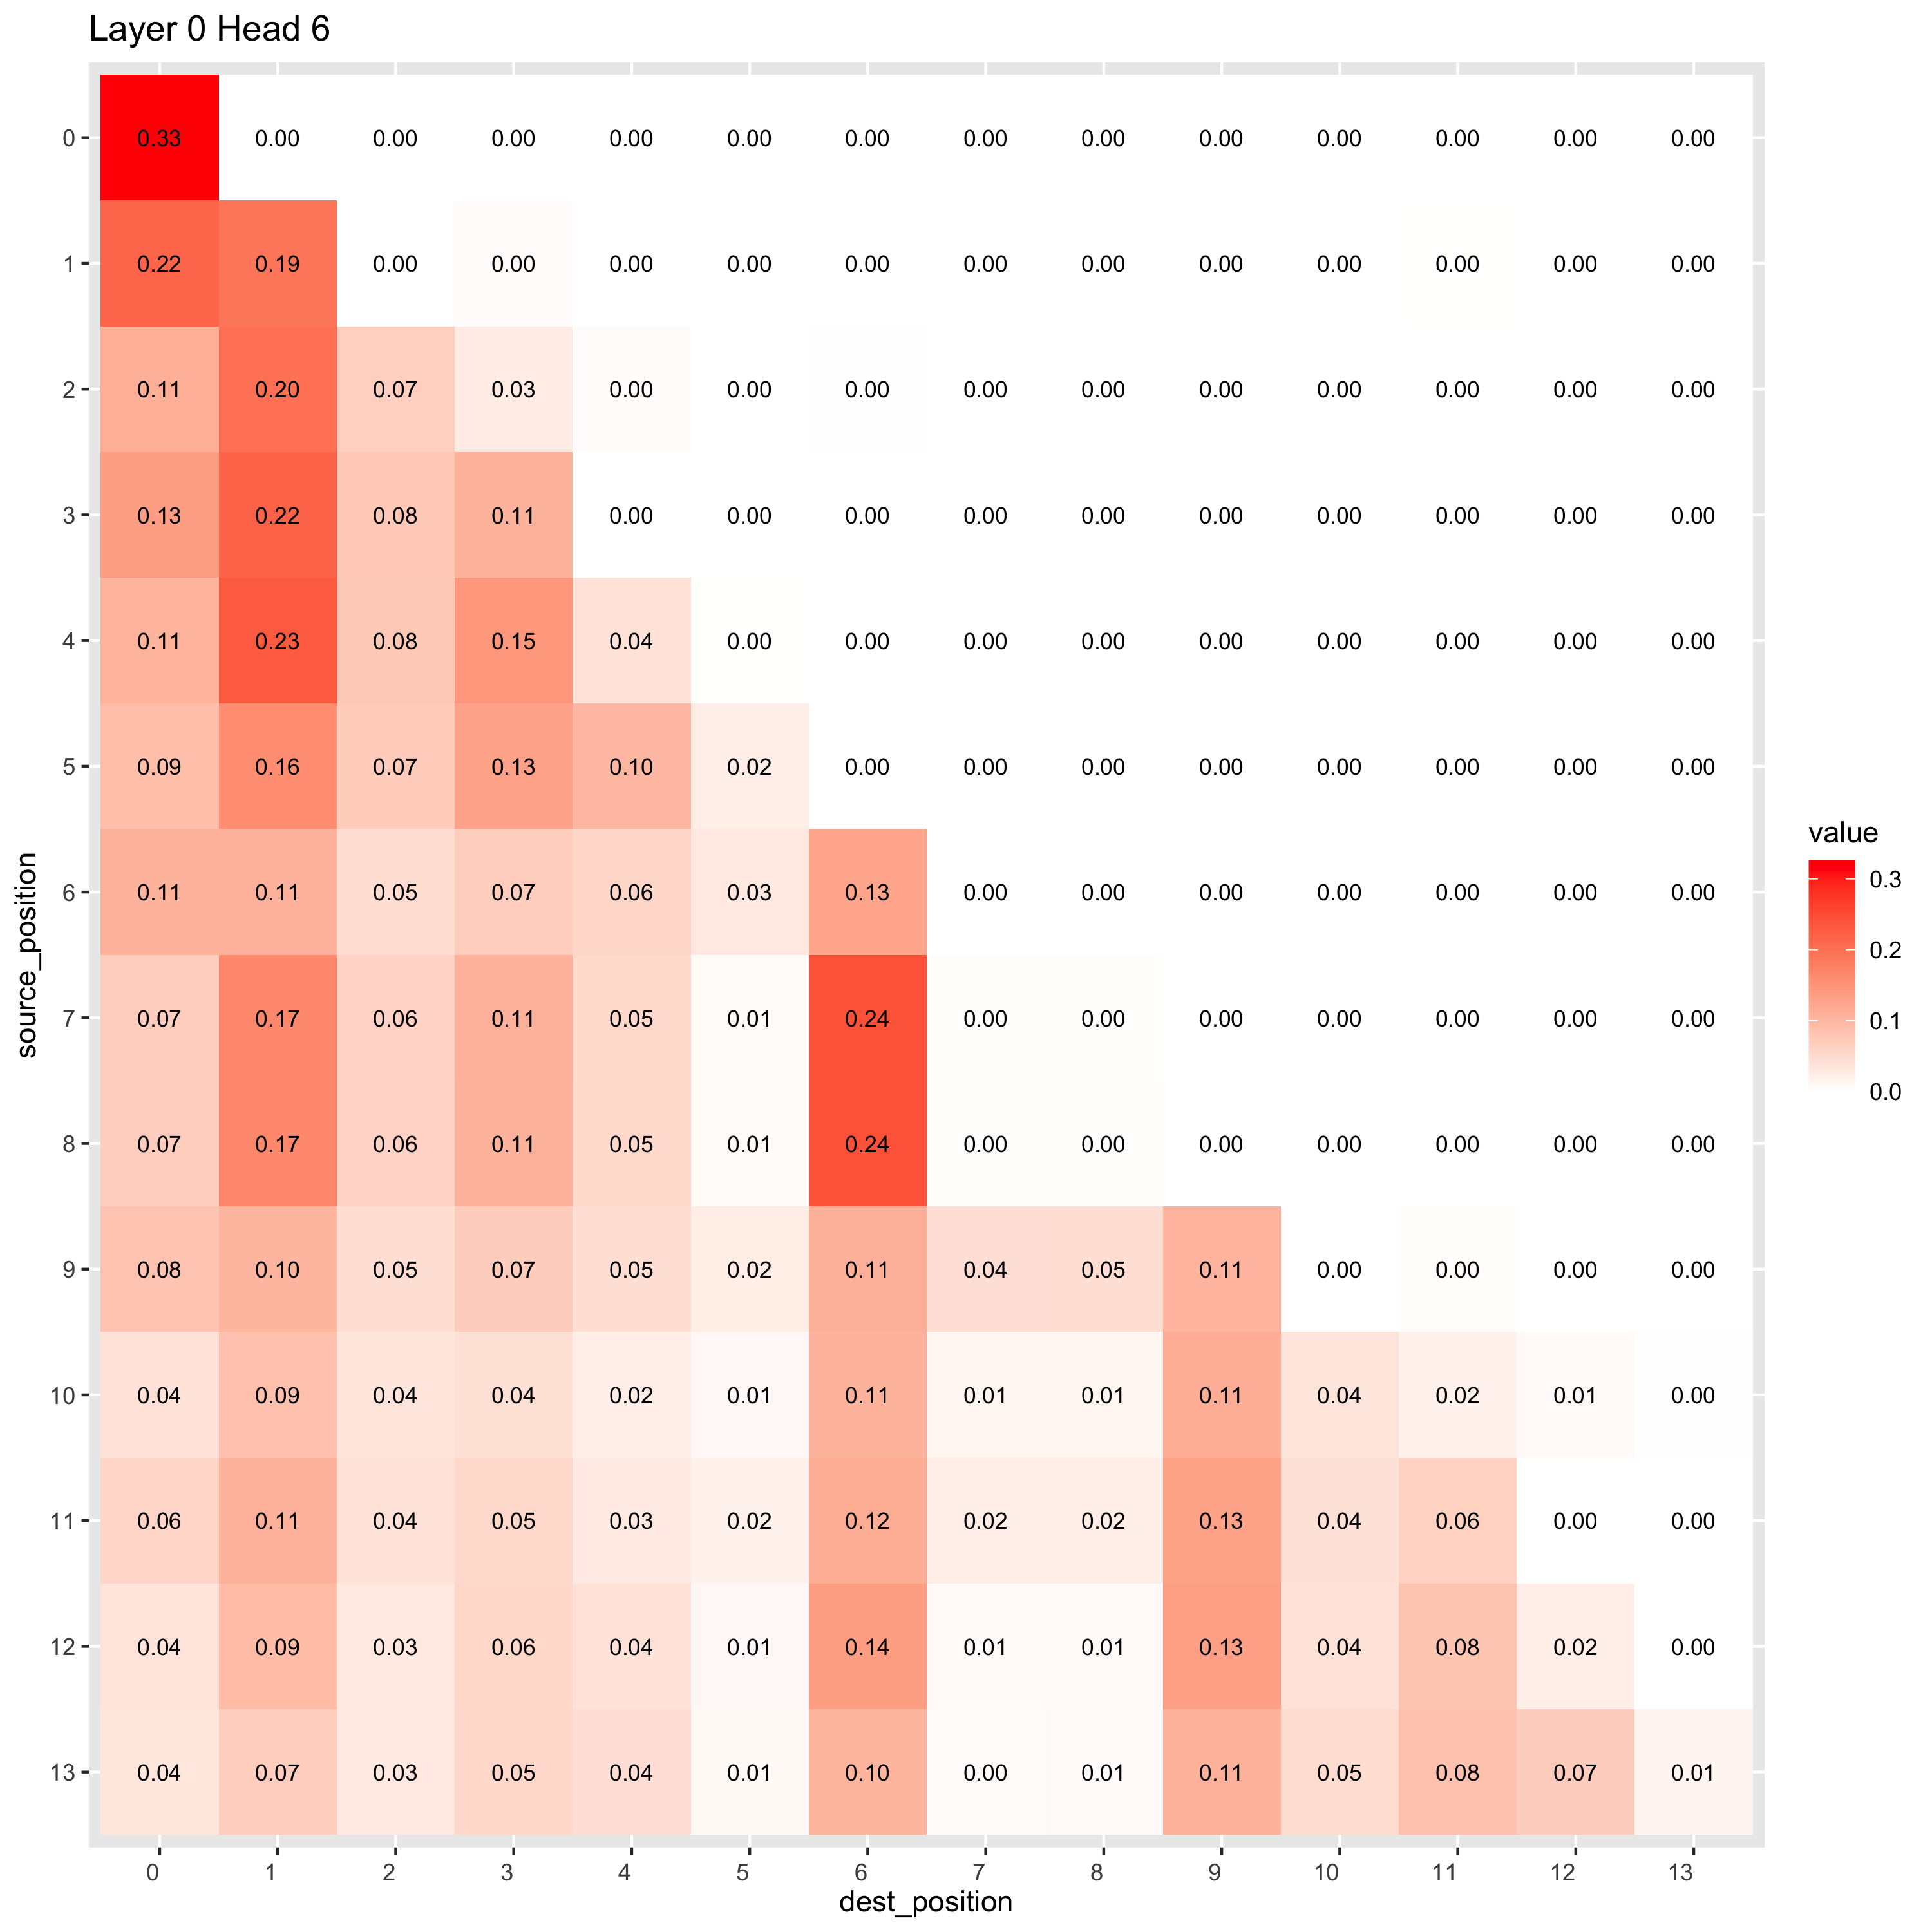 Layer 0 Head 6
0 0.33 0.00 0.00 0.00 0.00 0.00 0.00 0.00 0.00 0.00 0.00 0.00 0.00 0.00
1 0.22 0.19 0.00 0.00 0.00 0.00 0.00 0.00 0.00 0.00 0.00 0.00 0.00 0.00
2 0.11 0.20 0.07 0.03 0.00 0.00 0.00 0.00 0.00 0.00 0.00 0.00 0.00 0.00
3 0.13 0.22 0.08 0.11 0.00 0.00 0.00 0.00 0.00 0.00 0.00 0.00 0.00 0.00
4 0.11 0.23 0.08 0.15 0.04 0.00 0.00 0.00 0.00 0.00 0.00 0.00 0.00 0.00
5 0.09 0.16 0.07 0.13 0.10 0.02 0.00 0.00 0.00 0.00 0.00 0.00 0.00 0.00
6 0.11 0.11 0.05 0.07 0.06 0.03 0.13 0.00 0.00 0.00 0.00 0.00 0.00 0.00
7 0.07 0.17 0.06 0.11 0.05 0.01 0.24 0.00 0.00 0.00 0.00 0.00 0.00 0.00
8 0.07 0.17 0.06 0.11 0.05 0.01 0.24 0.00 0.00 0.00 0.00 0.00 0.00 0.00
9 0.08 0.10 0.05 0.07 0.05 0.02 0.11 0.04 0.05 0.11 0.00 0.00 0.00 0.00
10 0.04 0.09 0.04 0.04 0.02 0.01 0.11 0.01 0.01 0.11 0.04 0.02 0.01 0.00
11 0.06 0.11 0.04 0.05 0.03 0.02 0.12 0.02 0.02 0.13 0.04 0.06 0.00 0.00
12 0.04 0.09 0.03 0.06 0.04 0.01 0.14 0.01 0.01 0.13 0.04 0.08 0.02 0.00
13 0.04 0.07 0.03 0.05 0.04 0.01 0.10 0.00 0.01 0.11 0.05 0.08 0.07 0.01
0 1 2 3 4 5 6 7 8 9 10 11 12 13
dest_position
source_position
value
0.3
0.2
0.1
0.0